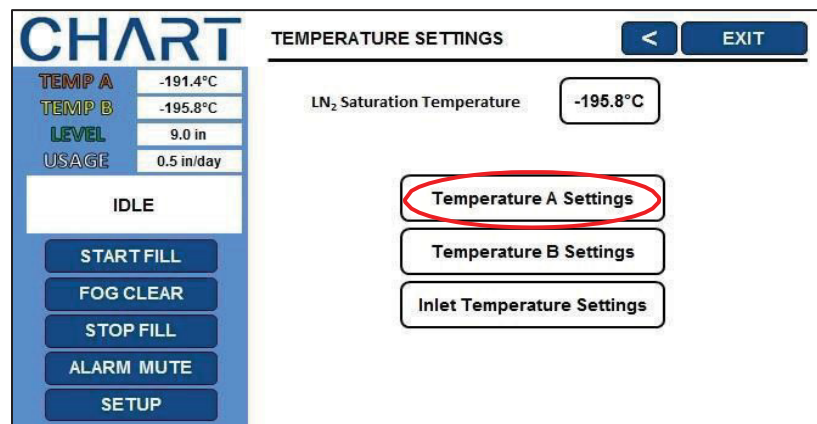 CHART
TEMPERATURE SETTINGS
<
EXIT
TEMP A -191.4°C
TEMP B -195.8°C
LEVEL 9.0 in
USAGE 0.5 in/day
IDLE
START FILL
FOG CLEAR
STOP FILL
ALARM MUTE
SETUP
LN₂ Saturation Temperature -195.8°C
Temperature A Settings
Temperature B Settings
Inlet Temperature Settings